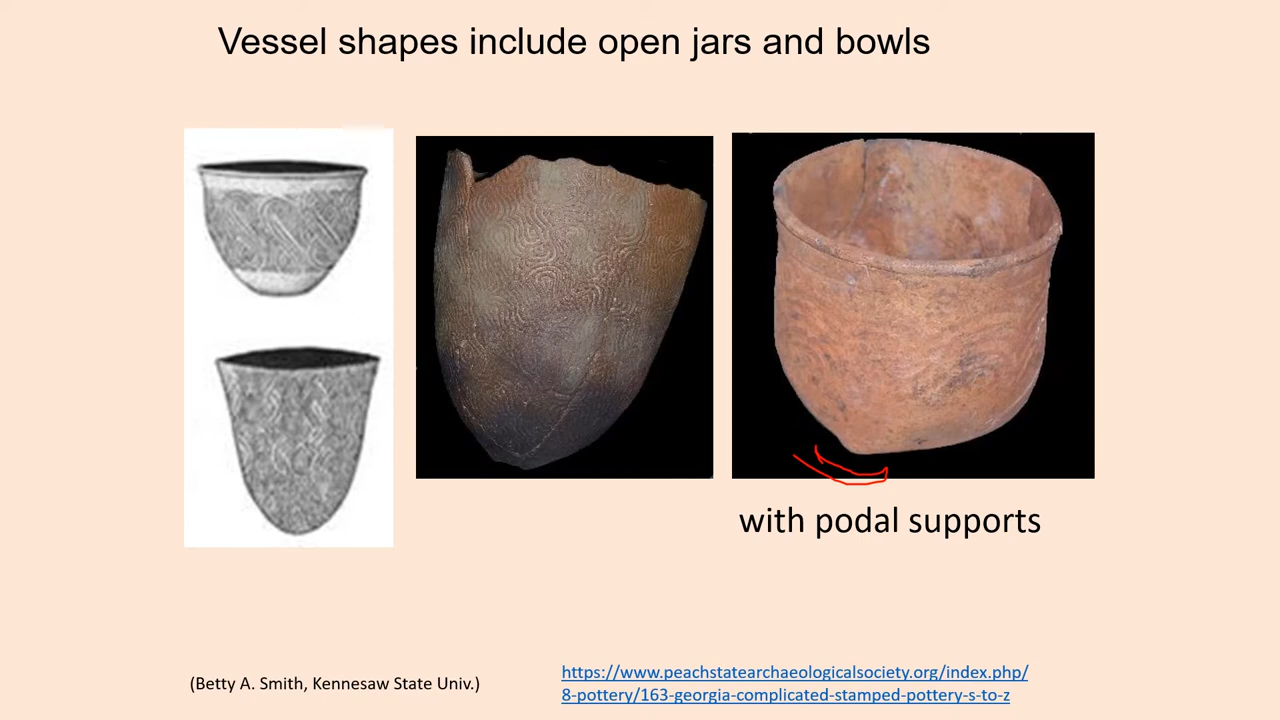 Vessel shapes include open jars and bowls
with podal supports
(Betty A. Smith, Kennesaw State Univ.)
https://www.peachstatearchaeologicalsociety.org/index.php/
8-pottery/163-georgia-complicated-stamped-pottery-s-to-z